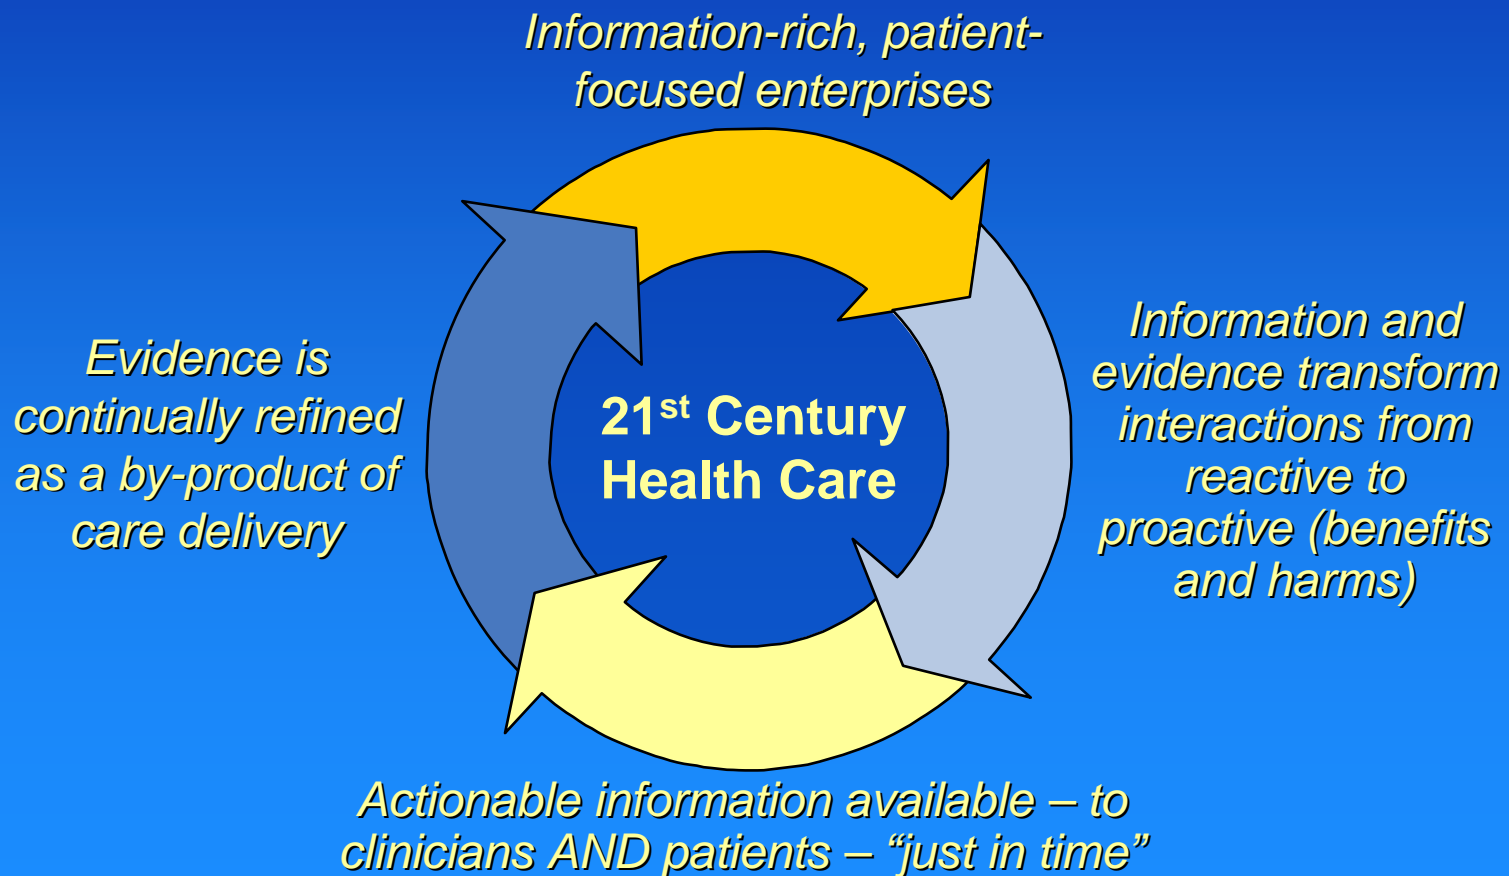 Information-rich, patient-
focused enterprises
Information and
evidence transform
interactions from
reactive to
proactive (benefits
and harms)
Evidence is
continually refined
as a by-product of
care delivery
21st Century
Health Care
Actionable information available – to
clinicians AND patients – “just in time”